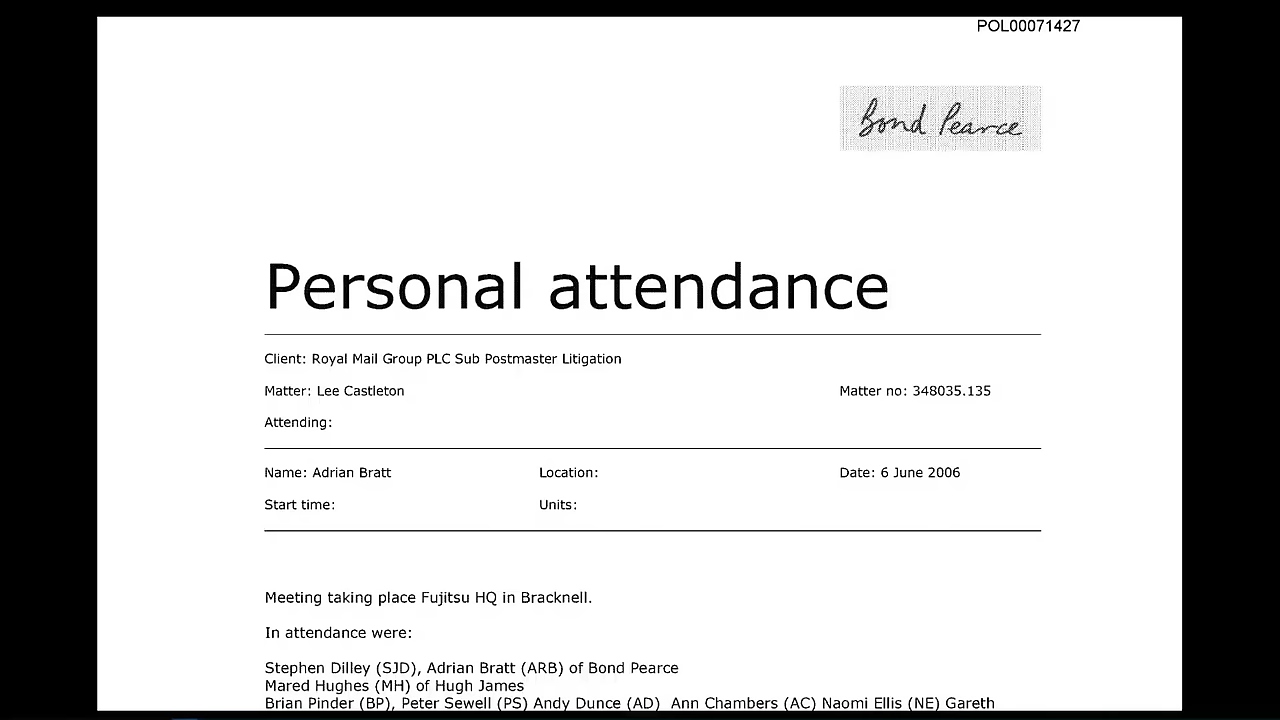 POL00071427
Bond Pearce
Personal attendance
Client: Royal Mail Group PLC Sub Postmaster Litigation
Matter: Lee Castleton Matter no: 348035.135
Attending:
Name: Adrian Bratt Location: Date: 6 June 2006
Start time: Units:
Meeting taking place Fujitsu HQ in Bracknell.
In attendance were:
Stephen Dilley (SJD), Adrian Bratt (ARB) of Bond Pearce
Mared Hughes (MH) of Hugh James
Brian Pinder (BP), Peter Sewell (PS) Andy Dunce (AD) Ann Chambers (AC) Naomi Ellis (NE) Gareth